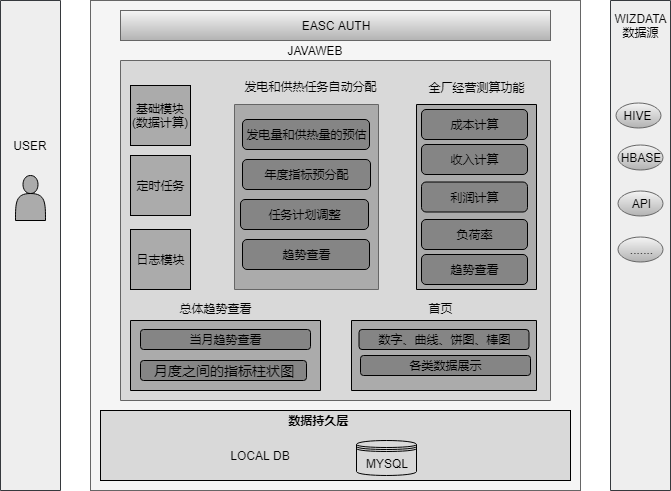 EASC AUTH
JAVAWEB
USER
WIZDATA
数据源
HIVE
HBASE
API
.......
基础模块
(数据计算)
定时任务
日志模块
发电和供热任务自动分配
发电量和供热量的预估
年度指标预分配
任务计划调整
趋势查看
全厂经营测算功能
成本计算
收入计算
利润计算
负荷率
趋势查看
总体趋势查看
当月趋势查看
月度之间的指标柱状图
首页
数字、曲线、饼图、棒图
各类数据展示
数据持久层
LOCAL DB
MYSQL